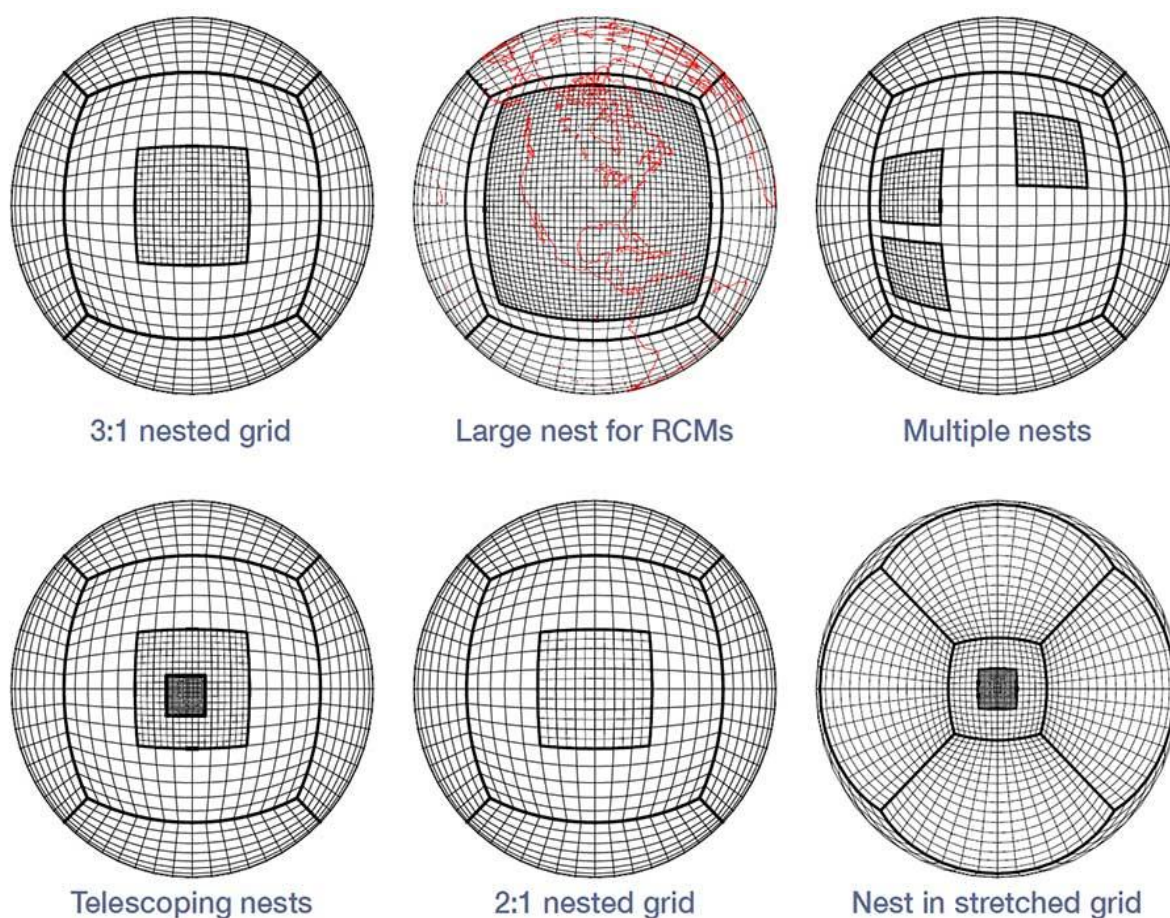 3:1 nested grid
Large nest for RCMs
Multiple nests
Telescoping nests
2:1 nested grid
Nest in stretched grid